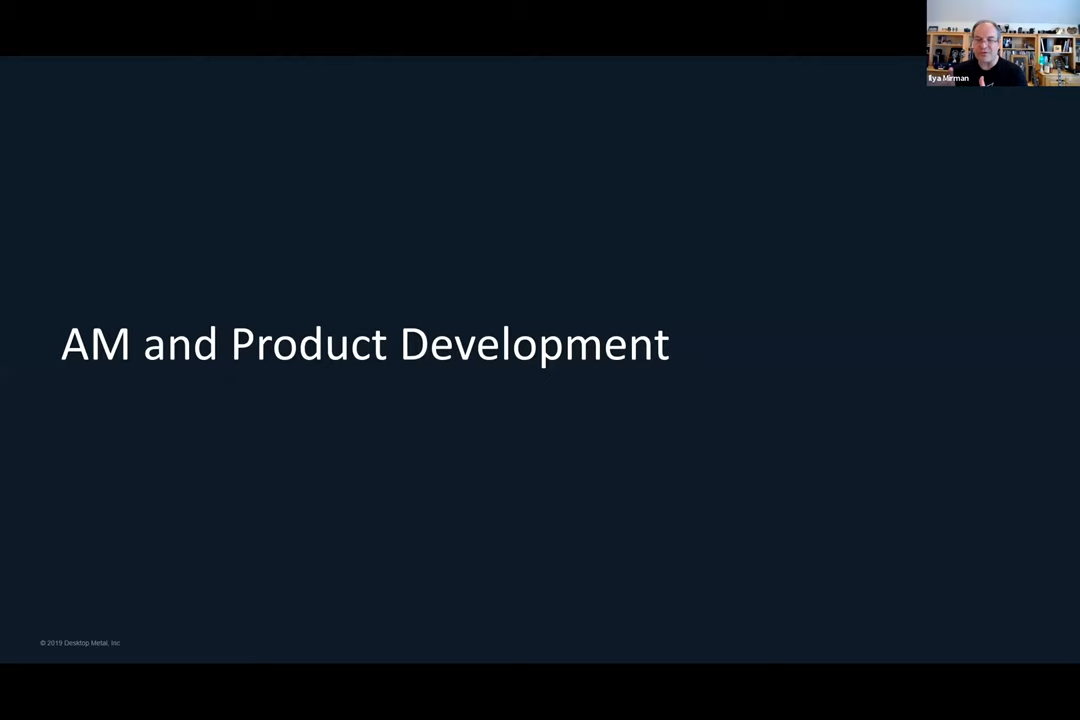 Ilya Mirman
AM and Product Development
© 2019 Desktop Metal, Inc